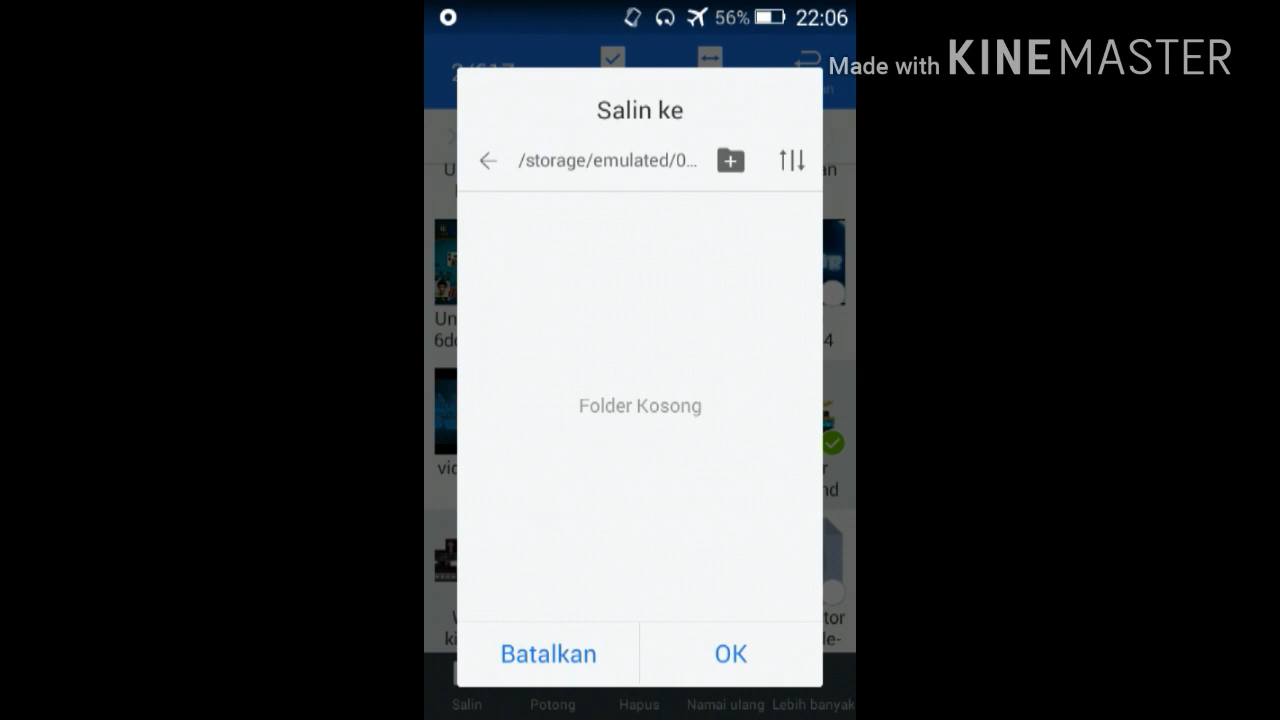 56% 22:06
Made with KINEMASTER
Salin ke
/storage/emulated/0...
Folder Kosong
Batalkan OK
Salin Potong Hapus Namai ulang Lebih banyak